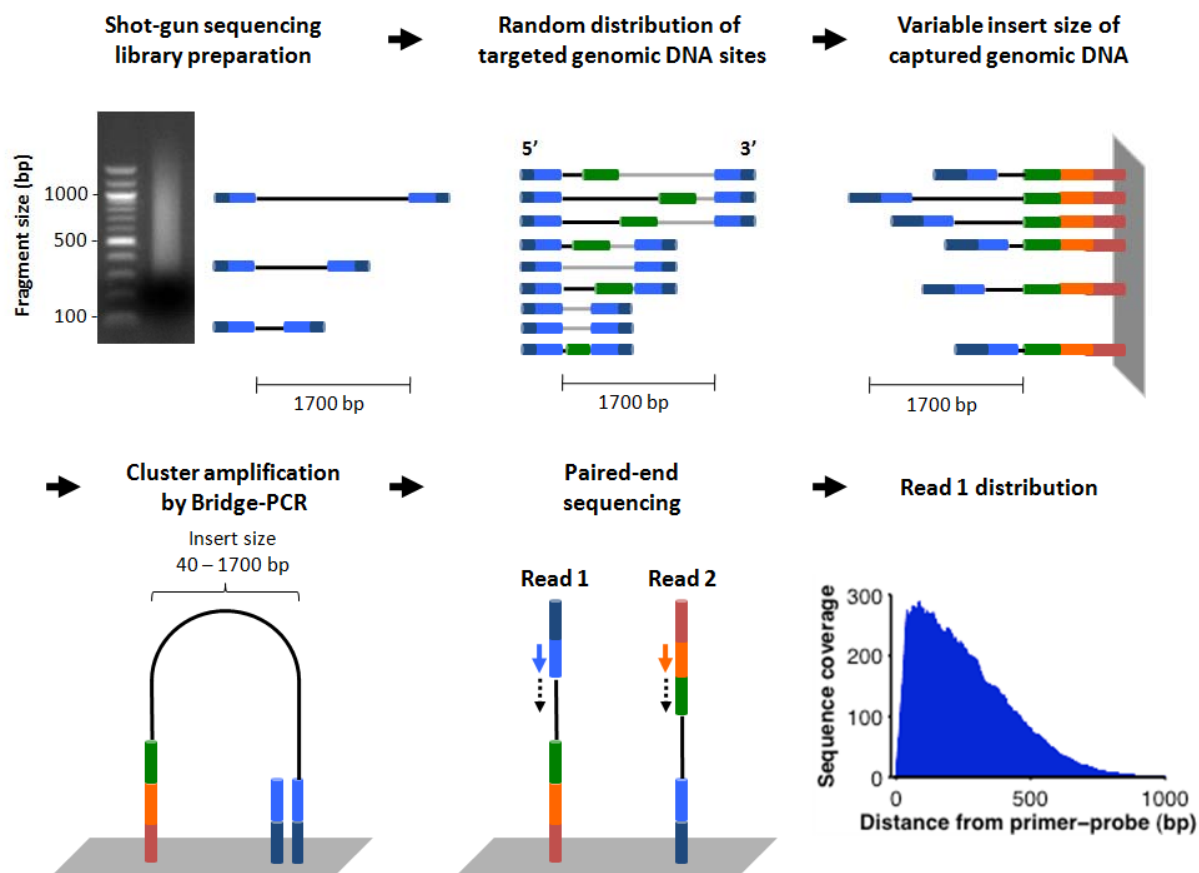 Shot-gun sequencing
library preparation
Random distribution of
targeted genomic DNA sites
Variable insert size of
captured genomic DNA
Fragment size (bp)
1000 -
500 -
100 -
1700 bp
5’
3’
1700 bp
1700 bp
Cluster amplification
by Bridge-PCR
Insert size
40 – 1700 bp
Paired-end
sequencing
Read 1
Read 2
Read 1 distribution
Sequence coverage
300
200
100
0
0
500
1000
Distance from primer–probe (bp)